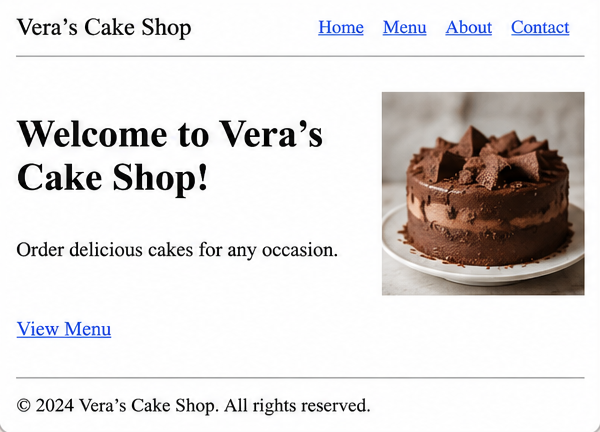 Vera’s Cake Shop
Home Menu About Contact
Welcome to Vera’s
Cake Shop!
Order delicious cakes for any occasion.
View Menu
© 2024 Vera’s Cake Shop. All rights reserved.